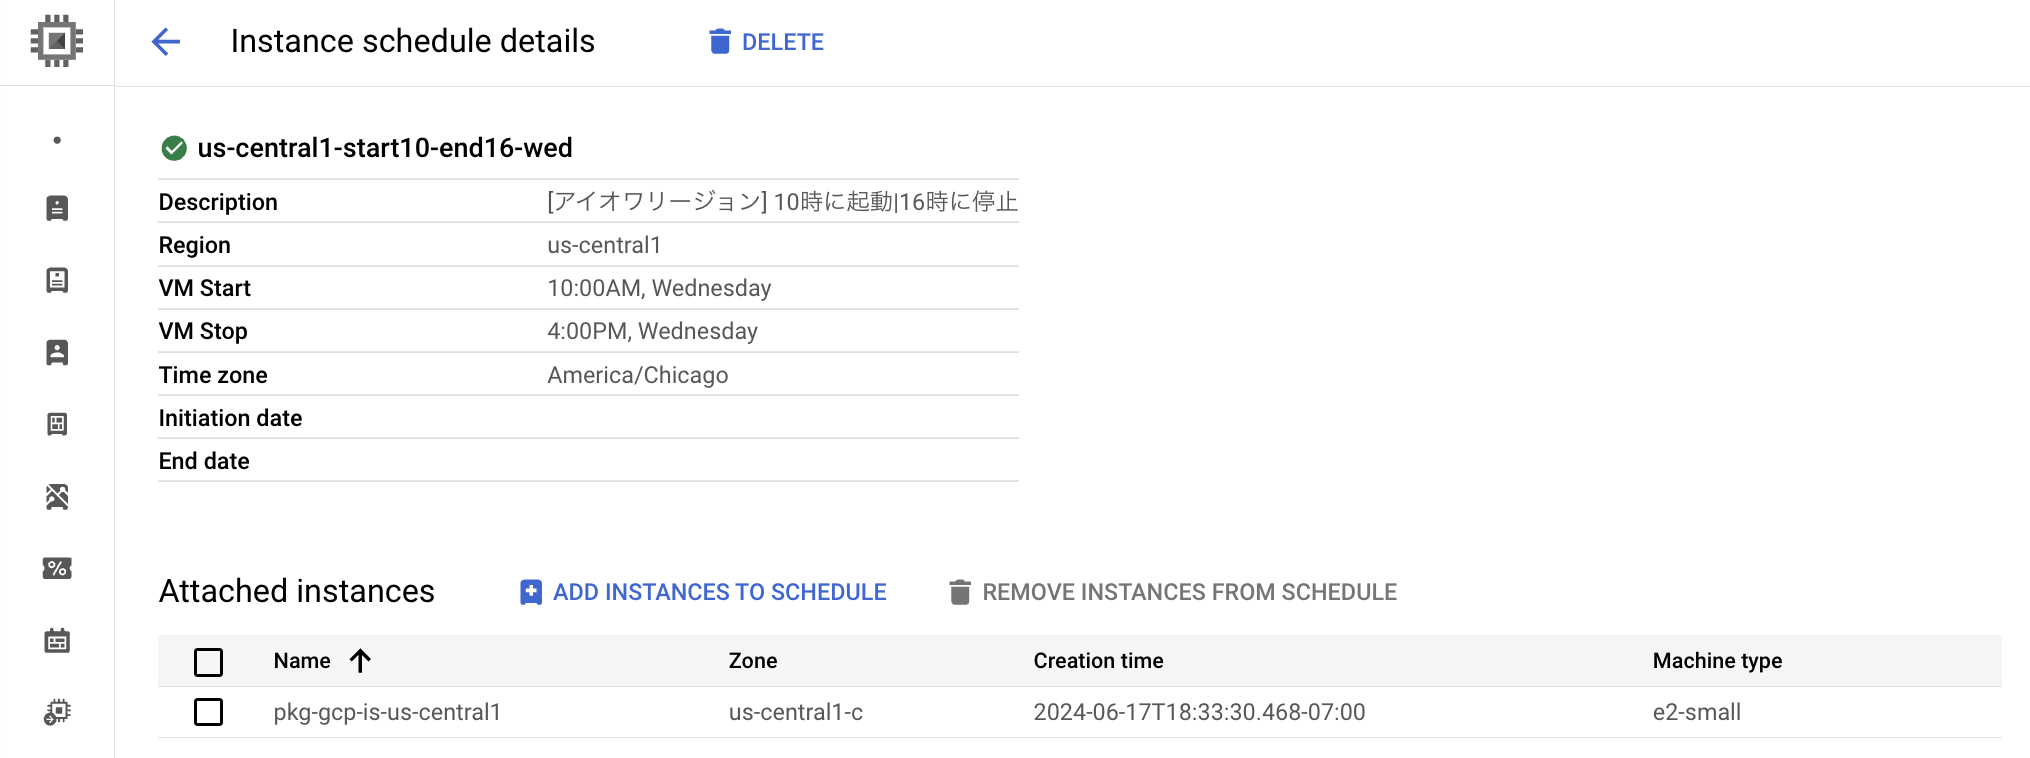 Instance schedule details DELETE
us-central1-start10-end16-wed
Description [アイオワリージョン] 10時に起動|16時に停止
Region us-central1
VM Start 10:00AM, Wednesday
VM Stop 4:00PM, Wednesday
Time zone America/Chicago
Initiation date
End date
Attached instances ADD INSTANCES TO SCHEDULE REMOVE INSTANCES FROM SCHEDULE
Name Zone Creation time Machine type
pkg-gcp-is-us-central1 us-central1-c 2024-06-17T18:33:30.468-07:00 e2-small